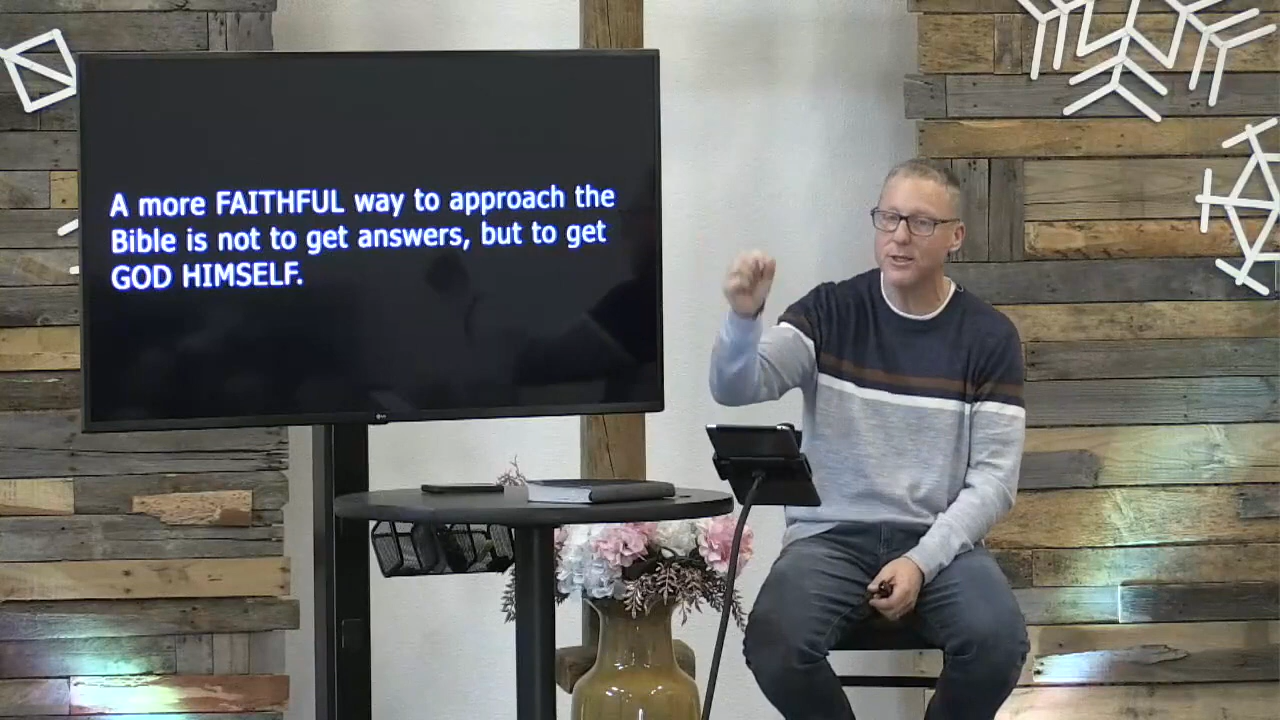 A more FAITHFUL way to approach the
Bible is not to get answers, but to get
GOD HIMSELF.